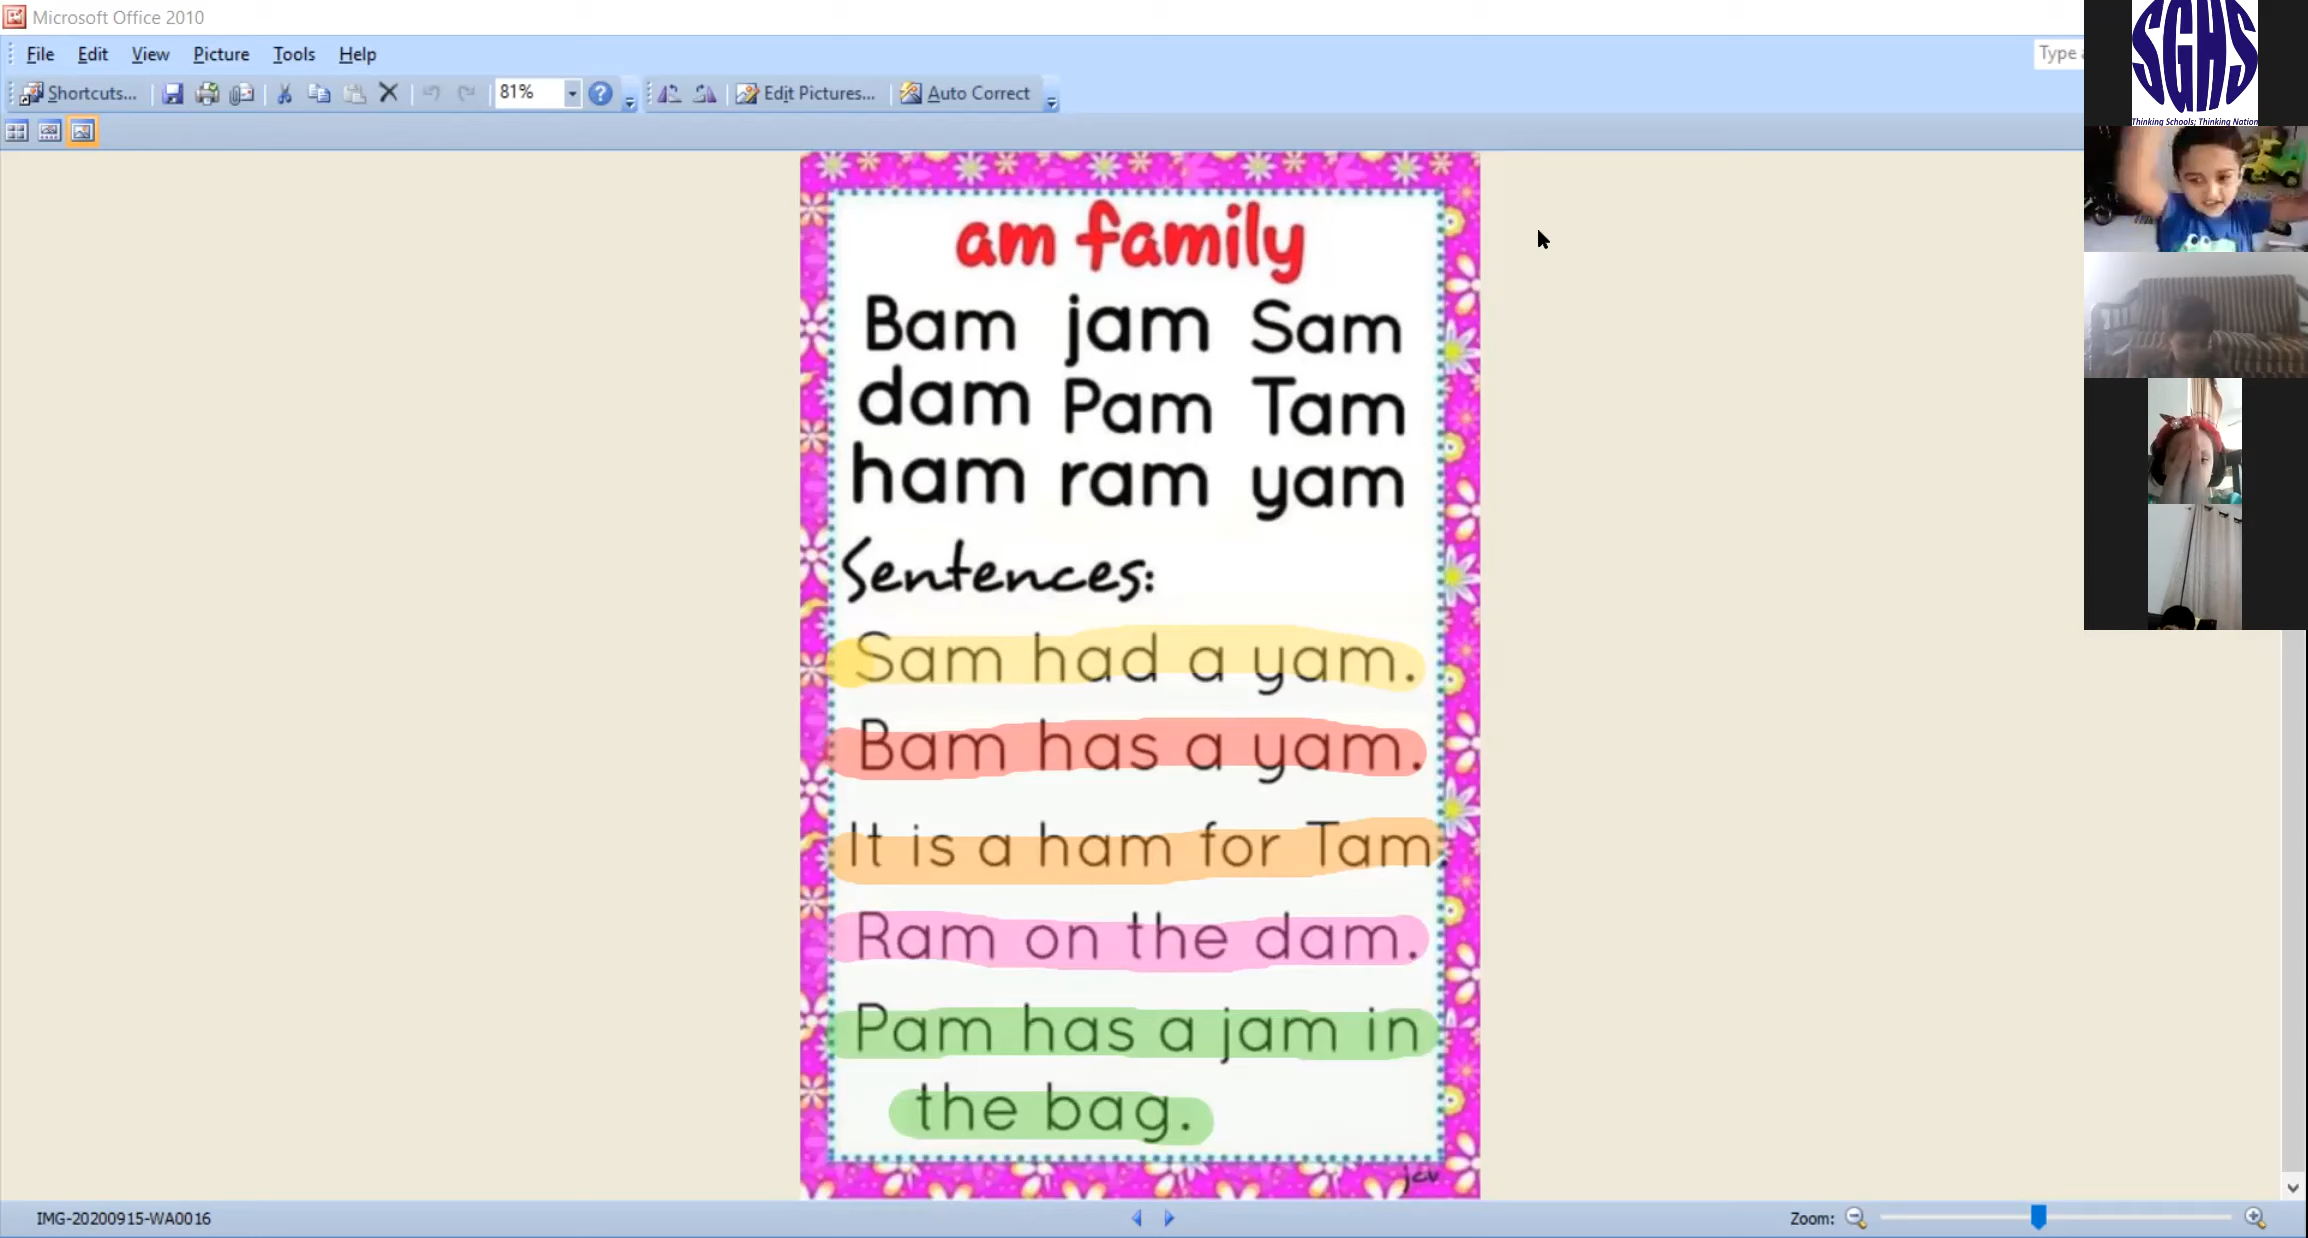 Microsoft Office 2010
File Edit View Picture Tools Help
Type
Shortcuts... 81% Edit Pictures... Auto Correct
SGHS
Thinking Schools; Thinking Nation
am family
Bam jam Sam
dam Pam Tam
ham ram yam
Sentences:
Sam had a yam.
Bam has a yam.
It is a ham for Tam.
Ram on the dam.
Pam has a jam in
the bag.
jcv
IMG-20200915-WA0016
Zoom: